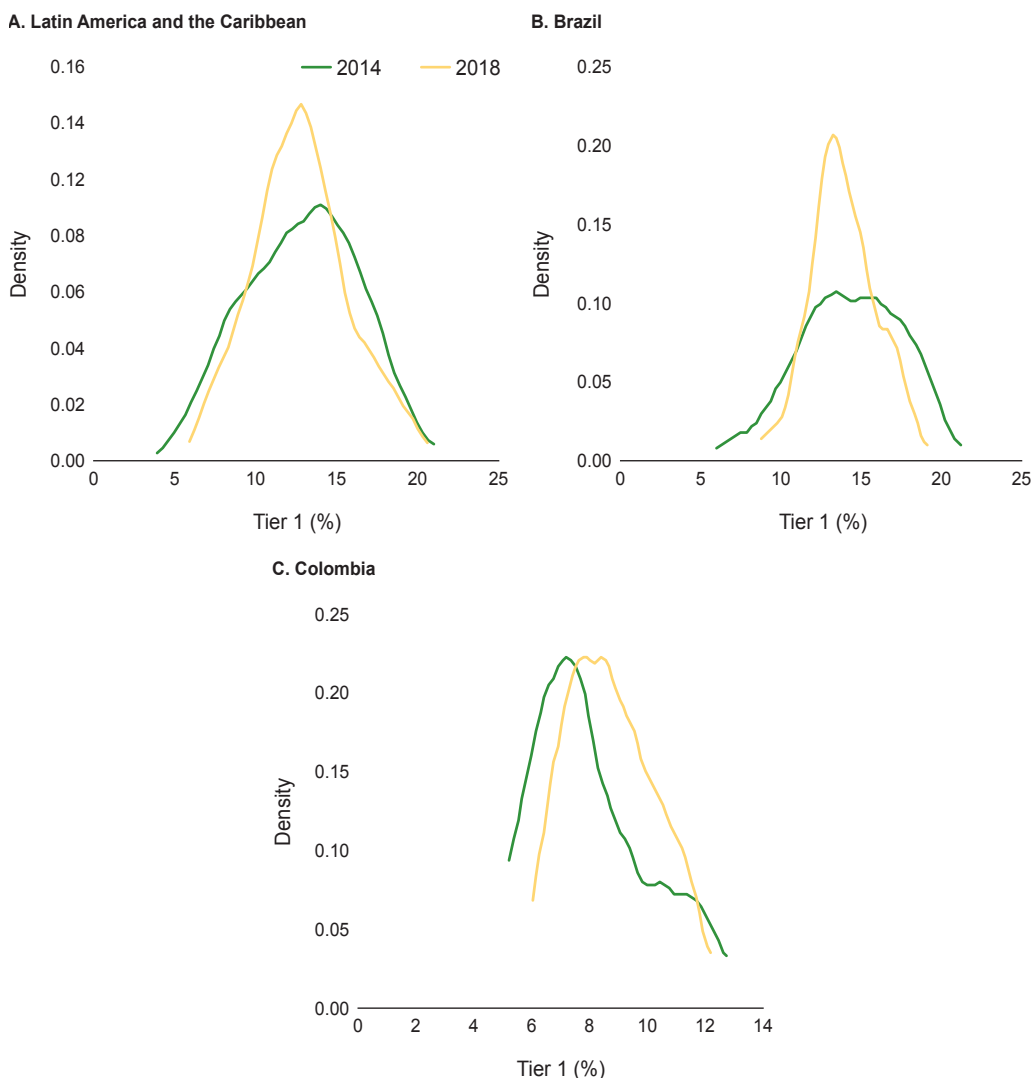 A. Latin America and the Caribbean
0.16
2014 2018
0.14
0.12
0.10
0.08
0.06
0.04
0.02
0.00
Density
0 5 10 15 20 25
Tier 1 (%)
B. Brazil
0.25
0.20
0.15
0.10
0.05
0.00
Density
0 5 10 15 20 25
Tier 1 (%)
C. Colombia
0.25
0.20
0.15
0.10
0.05
0.00
Density
0 2 4 6 8 10 12 14
Tier 1 (%)